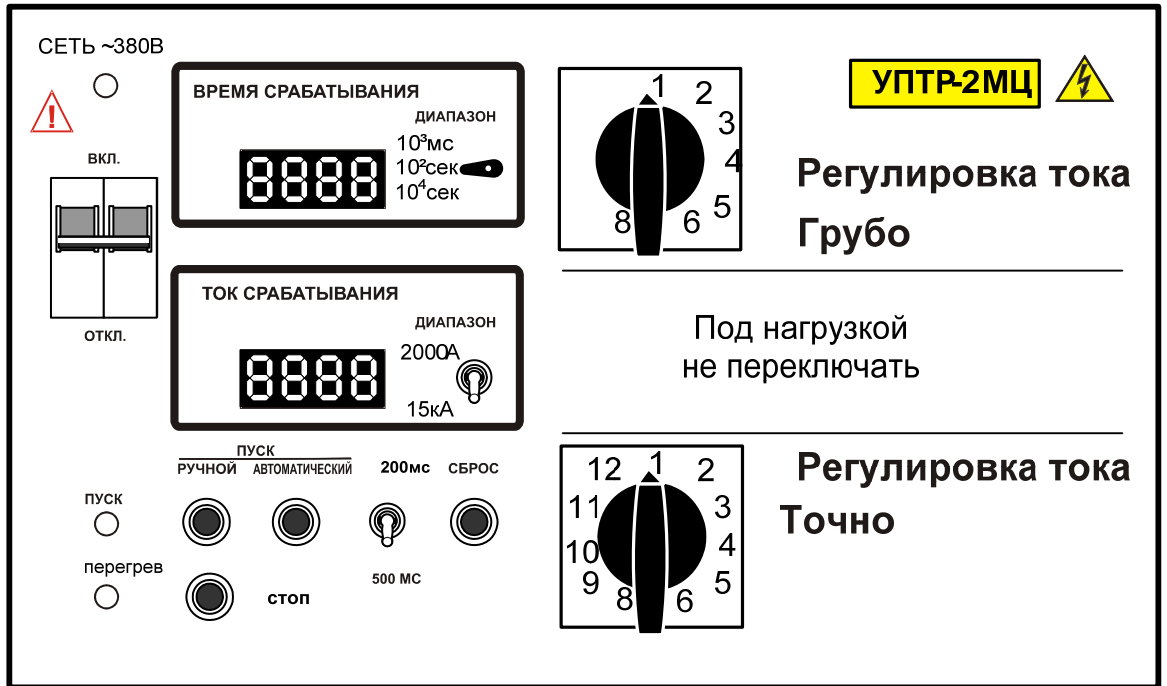 СЕТЬ ~380В
!
ВКЛ.
ОТКЛ.
ВРЕМЯ СРАБАТЫВАНИЯ
ДИАПАЗОН
10³мс
10²сек
10⁴сек
8888
ТОК СРАБАТЫВАНИЯ
ДИАПАЗОН
2000А
8888
15кА
ПУСК
РУЧНОЙ АВТОМАТИЧЕСКИЙ 200мс СБРОС
ПУСК
перегрев
500 МС
стоп
1 2 3 4 5 6 8
УПТР-2МЦ
Регулировка тока
Грубо
Под нагрузкой
не переключать
12 1 2 3 4 5 6 8 9 10 11
Регулировка тока
Точно